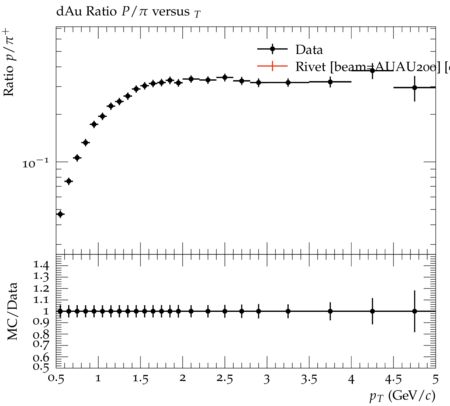 dAu Ratio P/π versus T
Ratio p/π+
Data
Rivet [beam=AUAU200] [
10−1
MC/Data
1.4
1.3
1.2
1.1
1
0.9
0.8
0.7
0.6
0.5
0.5 1 1.5 2 2.5 3 3.5 4 4.5 5
pT (GeV/c)